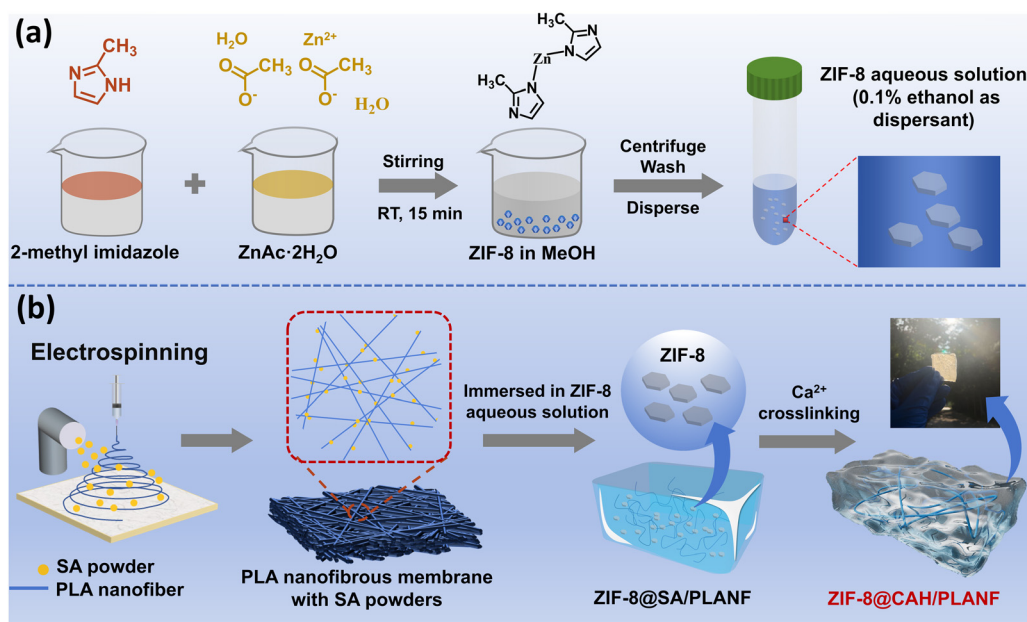 (a)
CH₃
N
NH
H₂O
Zn²⁺
O
CH₃
O⁻
O
CH₃
O⁻
H₂O
H₃C
N
N
Zn
H₃C
N
N
ZIF-8 aqueous solution
(0.1% ethanol as
dispersant)
Stirring
RT, 15 min
Centrifuge
Wash
Disperse
2-methyl imidazole
ZnAc·2H₂O
ZIF-8 in MeOH
(b)
Electrospinning
SA powder
PLA nanofiber
PLA nanofibrous membrane
with SA powders
Immersed in ZIF-8
aqueous solution
ZIF-8
ZIF-8@SA/PLANF
Ca²⁺
crosslinking
ZIF-8@CAH/PLANF